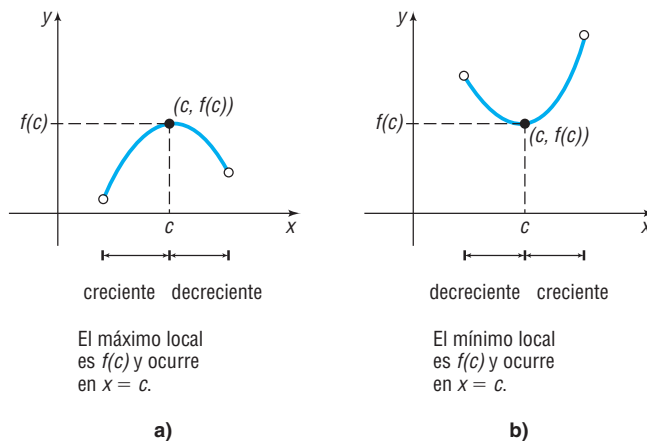 y
(c, f(c))
f(c)
c
x
creciente decreciente
El máximo local
es f(c) y ocurre
en x = c.
a)
y
f(c)
(c, f(c))
c
x
decreciente creciente
El mínimo local
es f(c) y ocurre
en x = c.
b)